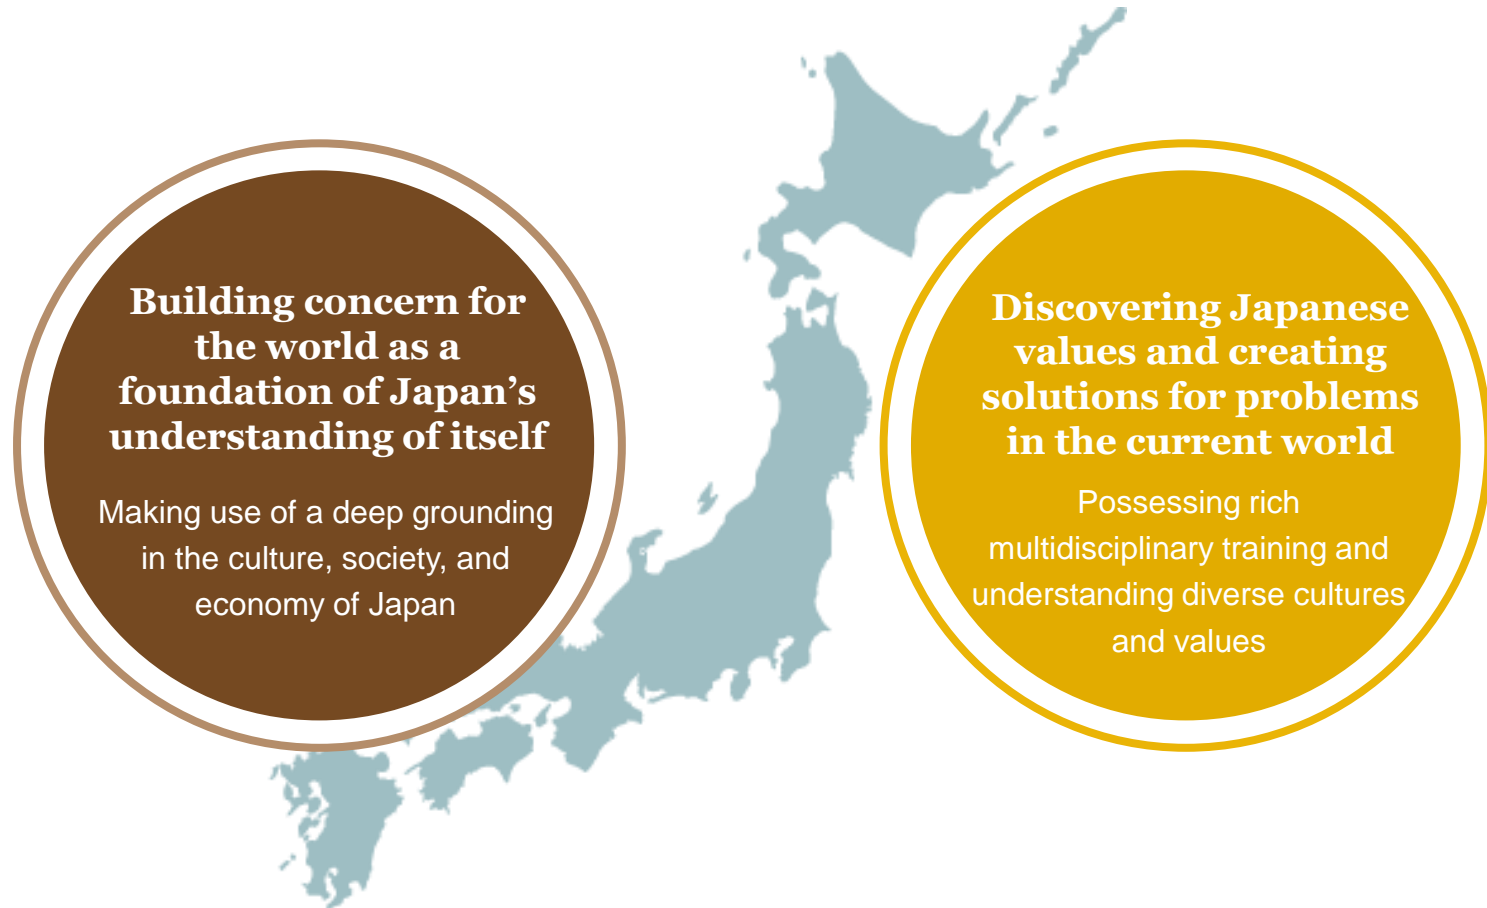 Building concern for
the world as a
foundation of Japan’s
understanding of itself
Making use of a deep grounding
in the culture, society, and
economy of Japan
Discovering Japanese
values and creating
solutions for problems
in the current world
Possessing rich
multidisciplinary training and
understanding diverse cultures
and values